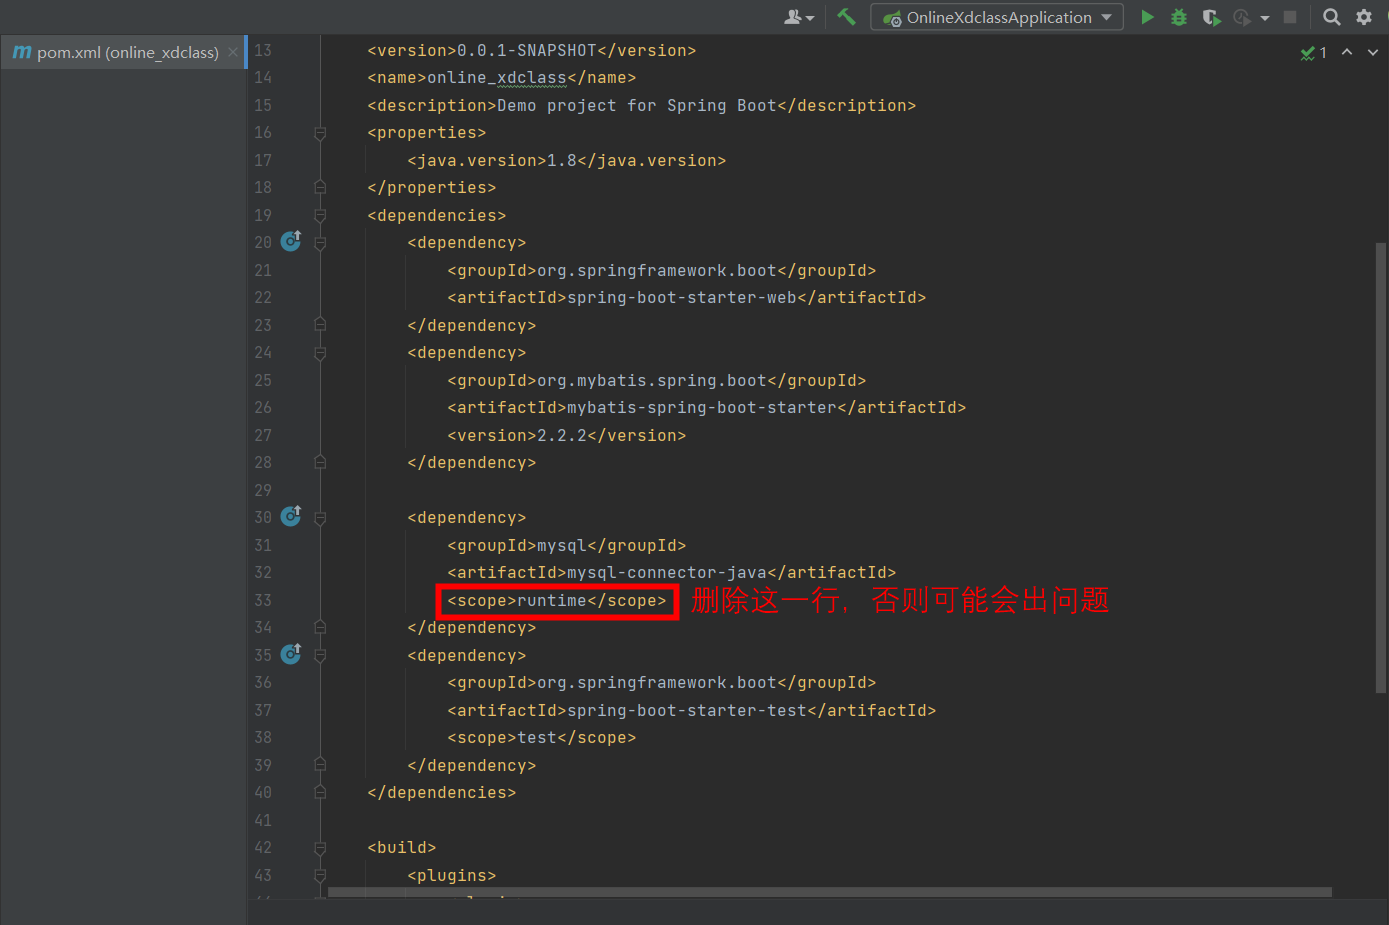 OnlineXdclassApplication
pom.xml (online_xdclass)
1
13 <version>0.0.1-SNAPSHOT</version>
14 <name>online_xdclass</name>
15 <description>Demo project for Spring Boot</description>
16 <properties>
17 <java.version>1.8</java.version>
18 </properties>
19 <dependencies>
20 <dependency>
21 <groupId>org.springframework.boot</groupId>
22 <artifactId>spring-boot-starter-web</artifactId>
23 </dependency>
24 <dependency>
25 <groupId>org.mybatis.spring.boot</groupId>
26 <artifactId>mybatis-spring-boot-starter</artifactId>
27 <version>2.2.2</version>
28 </dependency>
29
30 <dependency>
31 <groupId>mysql</groupId>
32 <artifactId>mysql-connector-java</artifactId>
33 <scope>runtime</scope> 删除这一行，否则可能会出问题
34 </dependency>
35 <dependency>
36 <groupId>org.springframework.boot</groupId>
37 <artifactId>spring-boot-starter-test</artifactId>
38 <scope>test</scope>
39 </dependency>
40 </dependencies>
41
42 <build>
43 <plugins>